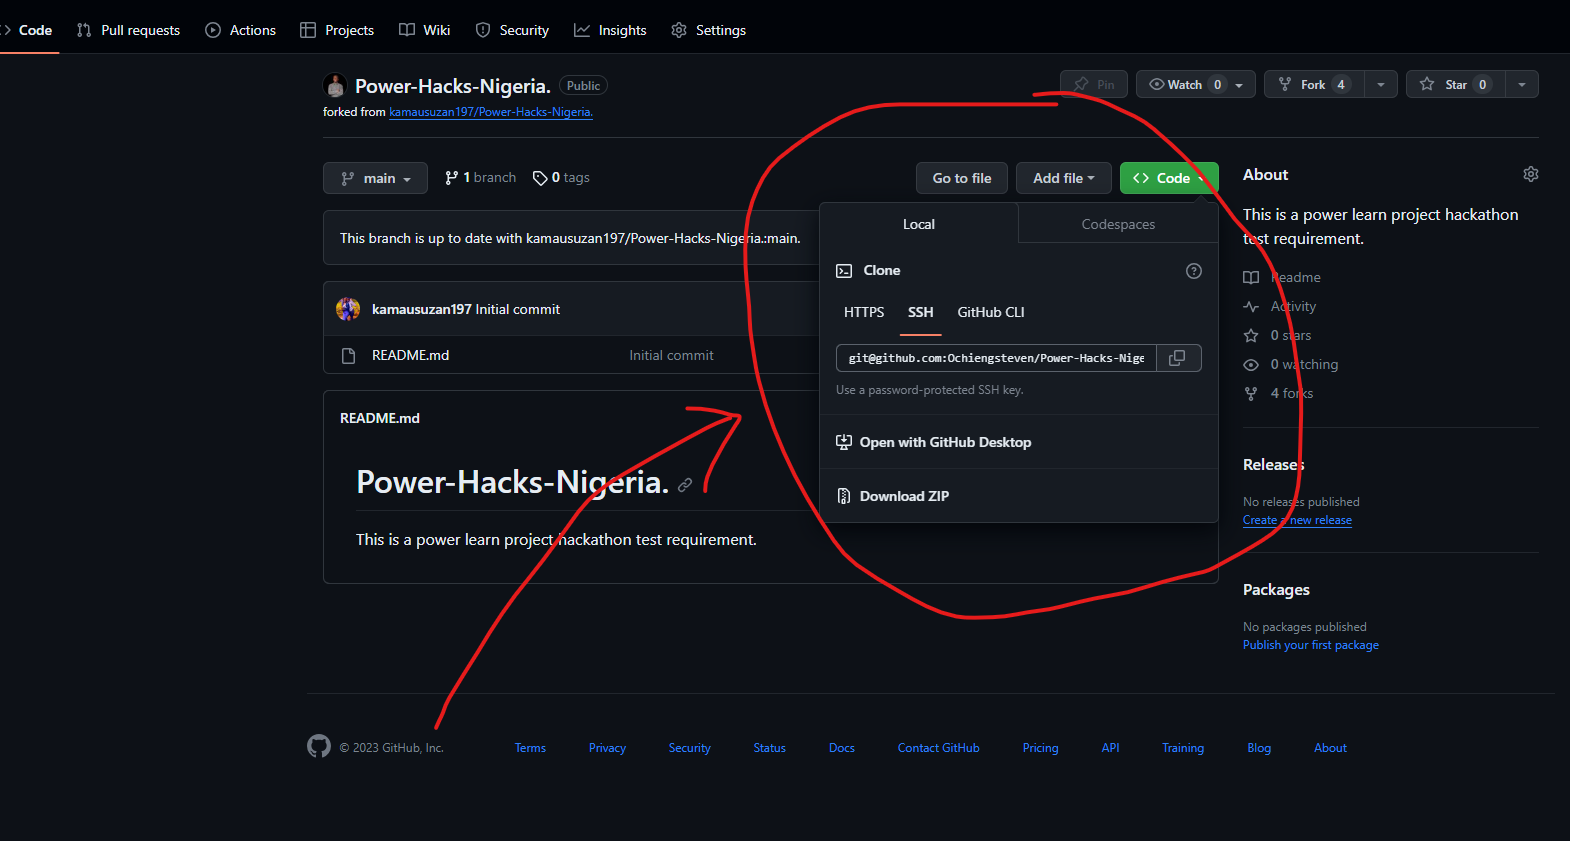 Code Pull requests Actions Projects Wiki Security Insights Settings
Power-Hacks-Nigeria. Public
Pin Watch 0 Fork 4 Star 0
forked from kamausuzan197/Power-Hacks-Nigeria.
main 1 branch 0 tags Go to file Add file <> Code
This branch is up to date with kamausuzan197/Power-Hacks-Nigeria.:main.
kamausuzan197 Initial commit
README.md Initial commit
README.md
Power-Hacks-Nigeria.
This is a power learn project hackathon test requirement.
Local Codespaces
Clone
HTTPS SSH GitHub CLI
git@github.com:Ochiengsteven/Power-Hacks-Nige
Use a password-protected SSH key.
Open with GitHub Desktop
Download ZIP
About
This is a power learn project hackathon
test requirement.
Readme
Activity
0 stars
0 watching
4 forks
Releases
No releases published
Create a new release
Packages
No packages published
Publish your first package
© 2023 GitHub, Inc. Terms Privacy Security Status Docs Contact GitHub Pricing API Training Blog About